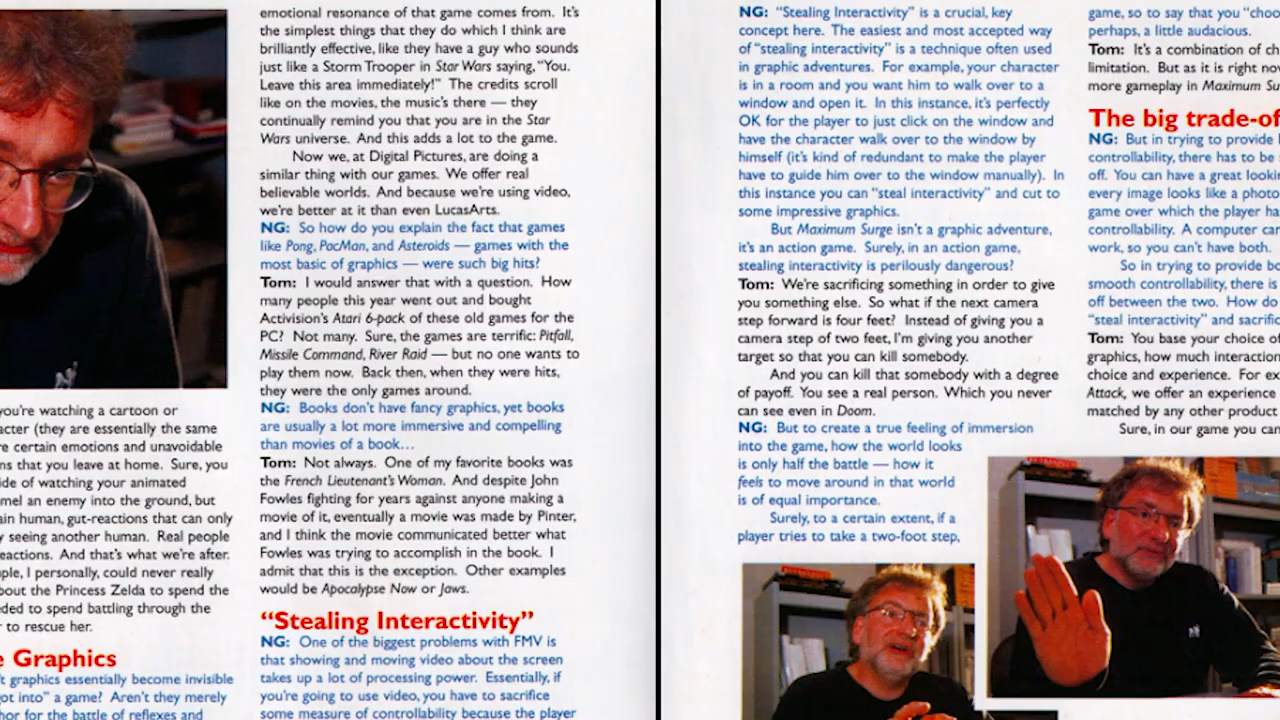 you're watching a cartoon or
acter (they are essentially the same
re certain emotions and unavoidable
ns that you leave at home. Sure, you
ide of watching your animated
mel an enemy into the ground, but
ain human, gut-reactions that can only
y seeing another human. Real people
eactions. And that's what we're after.
ple, I personally, could never really
bout the Princess Zelda to spend the
ded to spend battling through the
r to rescue her.
e Graphics
't graphics essentially become invisible
got into" a game? Aren't they merely
hor for the battle of reflexes and
emotional resonance of that game comes from. It's
the simplest things that they do which I think are
brilliantly effective, like they have a guy who sounds
just like a Storm Trooper in Star Wars saying, "You.
Leave this area immediately!" The credits scroll
like on the movies, the music's there — they
continually remind you that you are in the Star
Wars universe. And this adds a lot to the game.
Now we, at Digital Pictures, are doing a
similar thing with our games. We offer real
believable worlds. And because we're using video,
we're better at it than even LucasArts.
NG: So how do you explain the fact that games
like Pong, PacMan, and Asteroids — games with the
most basic of graphics — were such big hits?
Tom: I would answer that with a question. How
many people this year went out and bought
Activision's Atari 6-pack of these old games for the
PC? Not many. Sure, the games are terrific: Pitfall,
Missile Command, River Raid — but no one wants to
play them now. Back then, when they were hits,
they were the only games around.
NG: Books don't have fancy graphics, yet books
are usually a lot more immersive and compelling
than movies of a book...
Tom: Not always. One of my favorite books was
the French Lieutenant's Woman. And despite John
Fowles fighting for years against anyone making a
movie of it, eventually a movie was made by Pinter,
and I think the movie communicated better what
Fowles was trying to accomplish in the book. I
admit that this is the exception. Other examples
would be Apocalypse Now or Jaws.
"Stealing Interactivity"
NG: One of the biggest problems with FMV is
that showing and moving video about the screen
takes up a lot of processing power. Essentially, if
you're going to use video, you have to sacrifice
some measure of controllability because the player
NG: "Stealing Interactivity" is a crucial, key
concept here. The easiest and most accepted way
of "stealing interactivity" is a technique often used
in graphic adventures. For example, your character
is in a room and you want him to walk over to a
window and open it. In this instance, it's perfectly
OK for the player to just click on the window and
have the character walk over to the window by
himself (it's kind of redundant to make the player
have to guide him over to the window manually). In
this instance you can "steal interactivity" and cut to
some impressive graphics.
But Maximum Surge isn't a graphic adventure,
it's an action game. Surely, in an action game,
stealing interactivity is perilously dangerous?
Tom: We're sacrificing something in order to give
you something else. So what if the next camera
step forward is four feet? Instead of giving you a
camera step of two feet, I'm giving you another
target so that you can kill somebody.
And you can kill that somebody with a degree
of payoff. You see a real person. Which you never
can see even in Doom.
NG: But to create a true feeling of immersion
into the game, how the world looks
is only half the battle — how it
feels to move around in that world
is of equal importance.
Surely, to a certain extent, if a
player tries to take a two-foot step,
game, so to say that you "choo
perhaps, a little audacious.
Tom: It's a combination of ch
limitation. But as it is right now
more gameplay in Maximum Su
The big trade-of
NG: But in trying to provide
controllability, there has to be
off. You can have a great lookin
every image looks like a photo
game over which the player ha
controllability. A computer can
work, so you can't have both.
So in trying to provide bo
smooth controllability, there is
off between the two. How do
"steal interactivity" and sacrific
Tom: You base your choice of
graphics, how much interaction
choice and experience. For ex
Attack, we offer an experience
matched by any other product
Sure, in our game you can